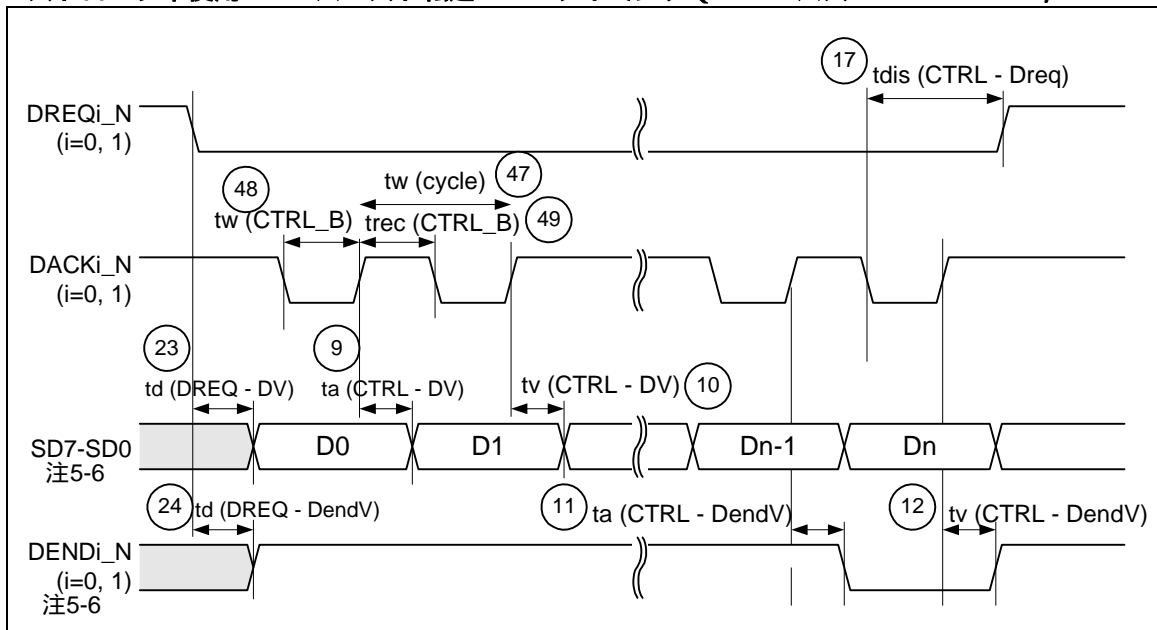 17
tdis (CTRL - Dreq)
DREQi_N
(i=0, 1)
48
tw (cycle)
47
tw (CTRL_B)
trec (CTRL_B)
49
DACKi_N
(i=0, 1)
23
9
td (DREQ - DV)
ta (CTRL - DV)
tv (CTRL - DV)
10
SD7-SD0
注5-6
D0
D1
Dn-1
Dn
24
td (DREQ - DendV)
11
ta (CTRL - DendV)
12
tv (CTRL - DendV)
DENDi_N
(i=0, 1)
注5-6